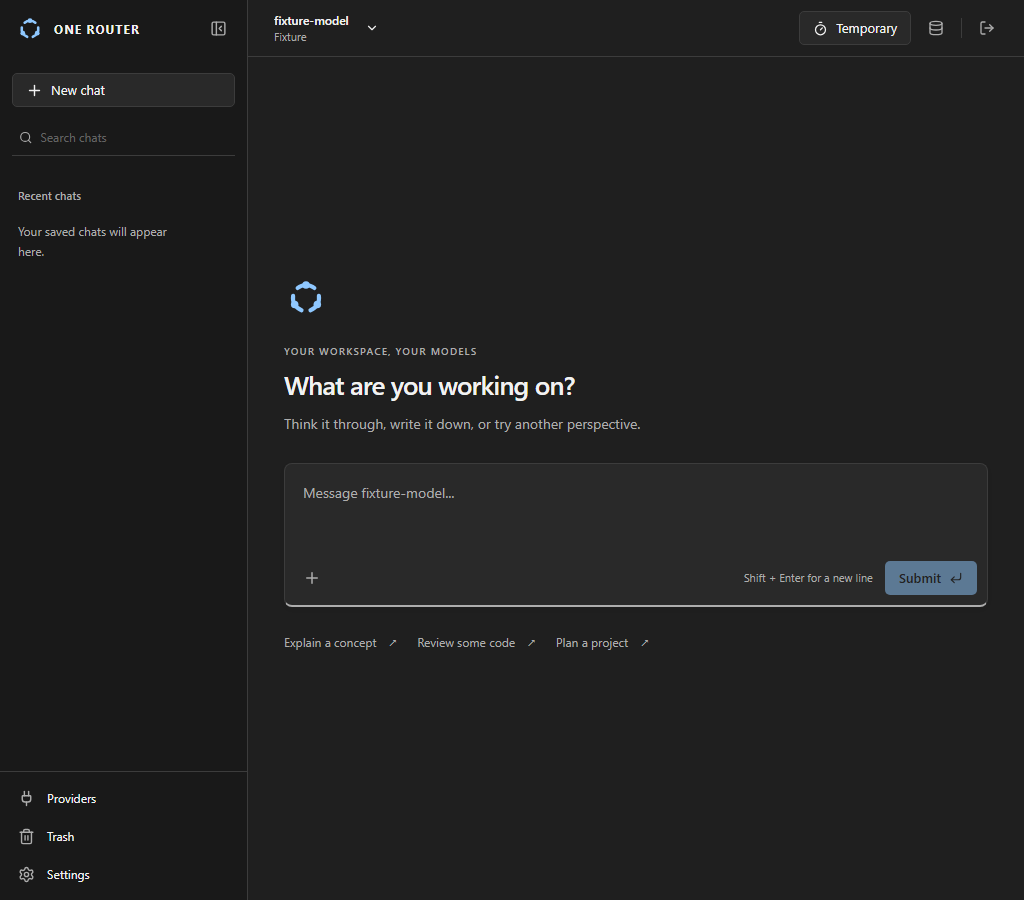 ONE ROUTER
New chat
Search chats
Recent chats
Your saved chats will appear
here.
Providers
Trash
Settings
fixture-model
Fixture
Temporary
YOUR WORKSPACE, YOUR MODELS
What are you working on?
Think it through, write it down, or try another perspective.
Message fixture-model...
Shift + Enter for a new line
Submit
Explain a concept
Review some code
Plan a project